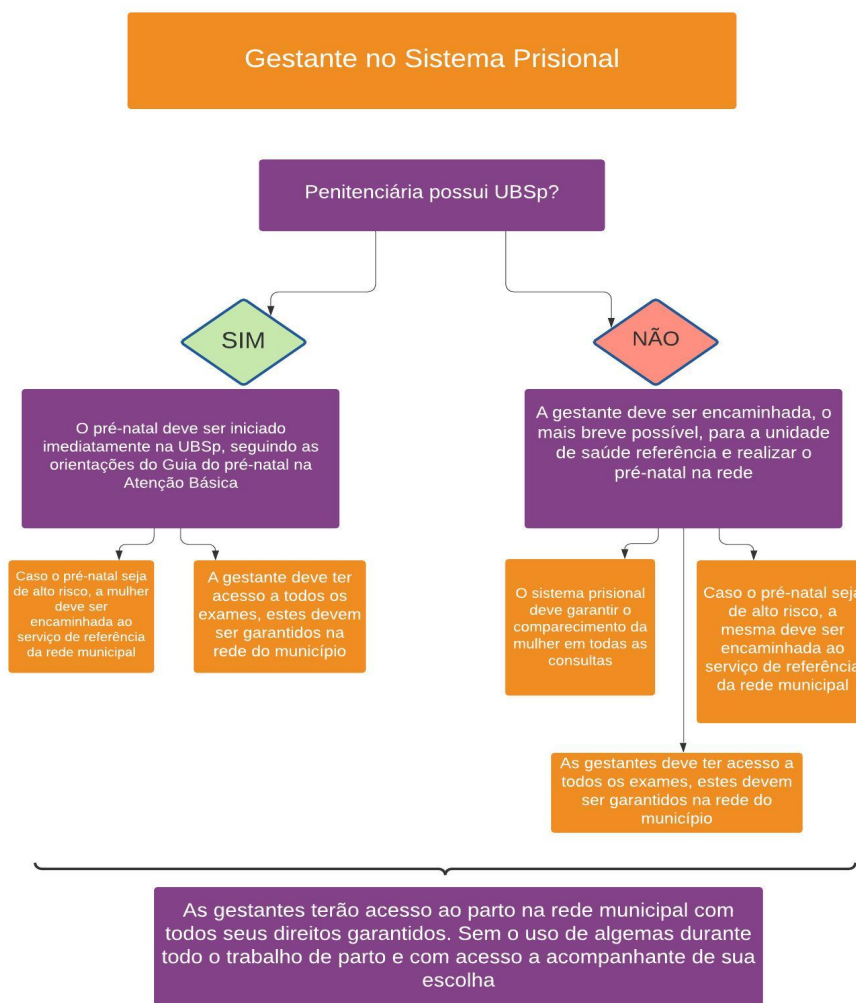 Gestante no Sistema Prisional
Penitenciária possui UBSp?
SIM
NÃO
O pré-natal deve ser iniciado
imediatamente na UBSp, seguindo as
orientações do Guia do pré-natal na
Atenção Básica
A gestante deve ser encaminhada, o
mais breve possível, para a unidade
de saúde referência e realizar o
pré-natal na rede
Caso o pré-natal seja
de alto risco, a mulher
deve ser
encaminhada ao
serviço de referência
da rede municipal
A gestante deve ter
acesso a todos os
exames, estes devem
ser garantidos na
rede do município
O sistema prisional
deve garantir o
comparecimento da
mulher em todas as
consultas
Caso o pré-natal seja
de alto risco, a
mesma deve ser
encaminhada ao
serviço de referência
da rede municipal
As gestantes deve ter acesso a
todos os exames, estes devem
ser garantidos na rede do
município
As gestantes terão acesso ao parto na rede municipal com
todos seus direitos garantidos. Sem o uso de algemas durante
todo o trabalho de parto e com acesso a acompanhante de sua
escolha